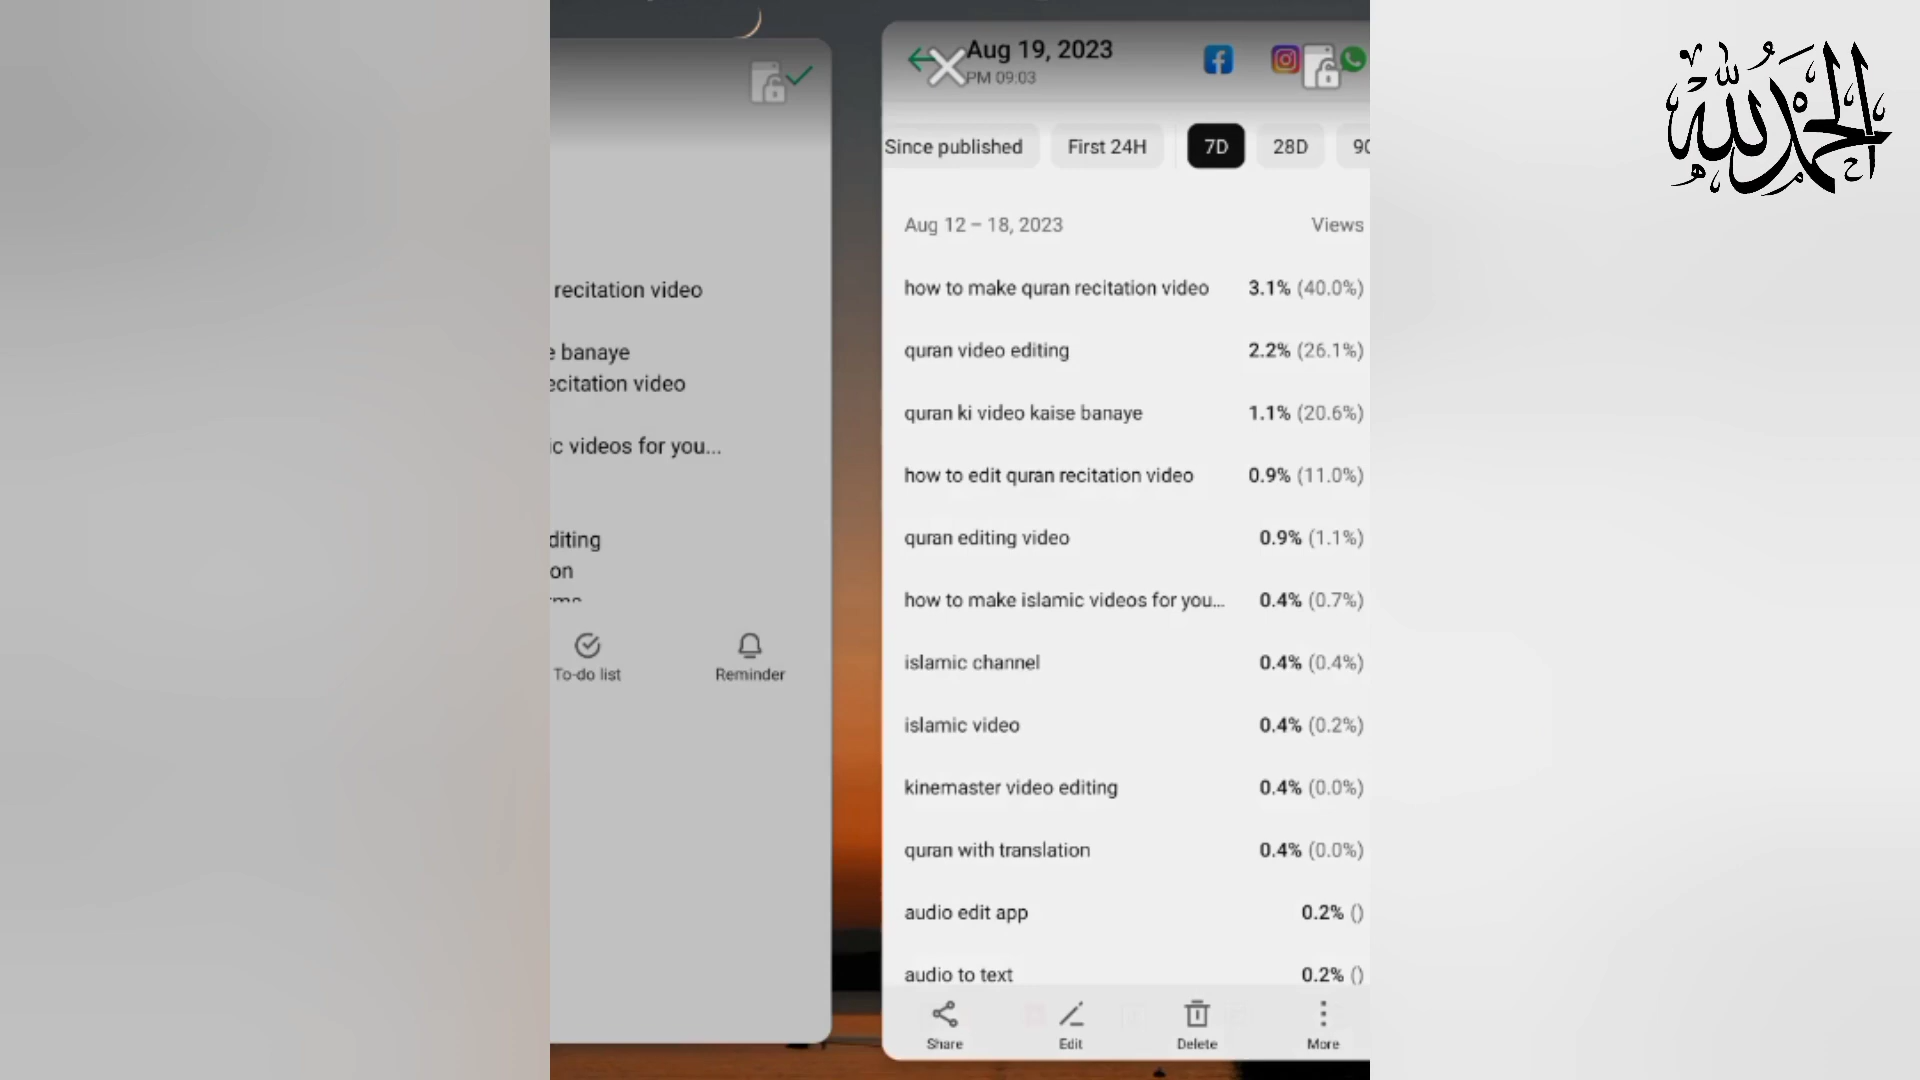 recitation video
e banaye
ecitation video
ic videos for you...
diting
on
To-do list
Reminder
Aug 19, 2023
PM 09:03
Since published
First 24H
7D
28D
90
Aug 12 – 18, 2023
Views
how to make quran recitation video 3.1% (40.0%)
quran video editing 2.2% (26.1%)
quran ki video kaise banaye 1.1% (20.6%)
how to edit quran recitation video 0.9% (11.0%)
quran editing video 0.9% (1.1%)
how to make islamic videos for you... 0.4% (0.7%)
islamic channel 0.4% (0.4%)
islamic video 0.4% (0.2%)
kinemaster video editing 0.4% (0.0%)
quran with translation 0.4% (0.0%)
audio edit app 0.2% ()
audio to text 0.2% ()
Share
Edit
Delete
More
الحمد لله